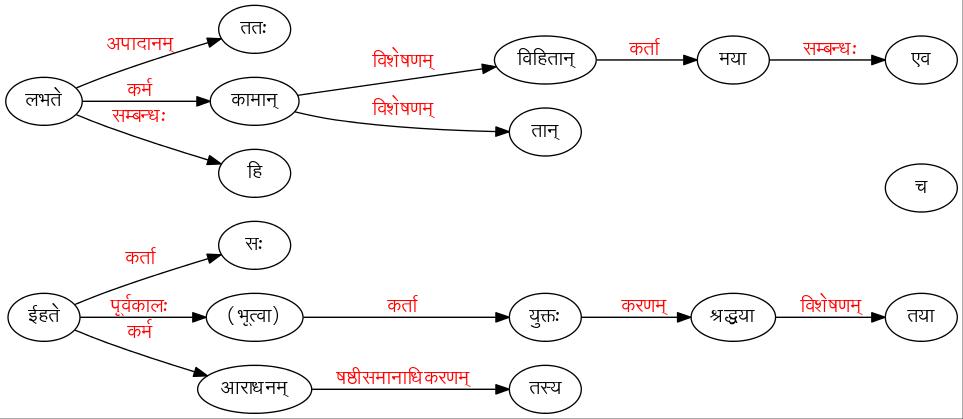 ततः
अपादानम्
विशेषणम्
विहितान्
कर्ता
मया
सम्बन्धः
एव
लभते
कर्म
कामान्
सम्बन्धः
विशेषणम्
तान्
हि
च
कर्ता
सः
ईहते
पूर्वकालः
(भूत्वा)
कर्ता
युक्तः
करणम्
श्रद्धया
विशेषणम्
तया
कर्म
आराधनम्
षष्ठीसमानाधिकरणम्
तस्य